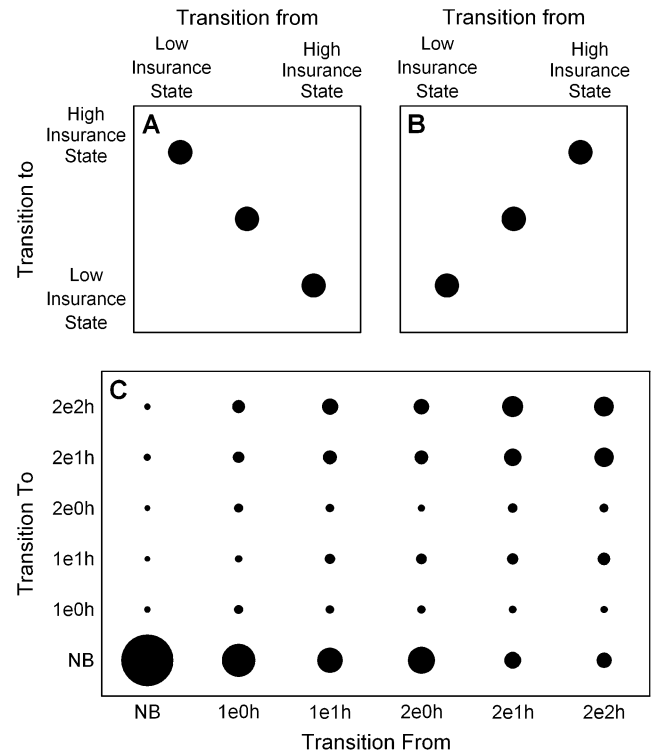 Transition from
Transition from
Low
Insurance
State
High
Insurance
State
Low
Insurance
State
High
Insurance
State
High
Insurance
State
Transition to
Low
Insurance
State
A
B
C
Transition To
2e2h
2e1h
2e0h
1e1h
1e0h
NB
NB 1e0h 1e1h 2e0h 2e1h 2e2h
Transition From